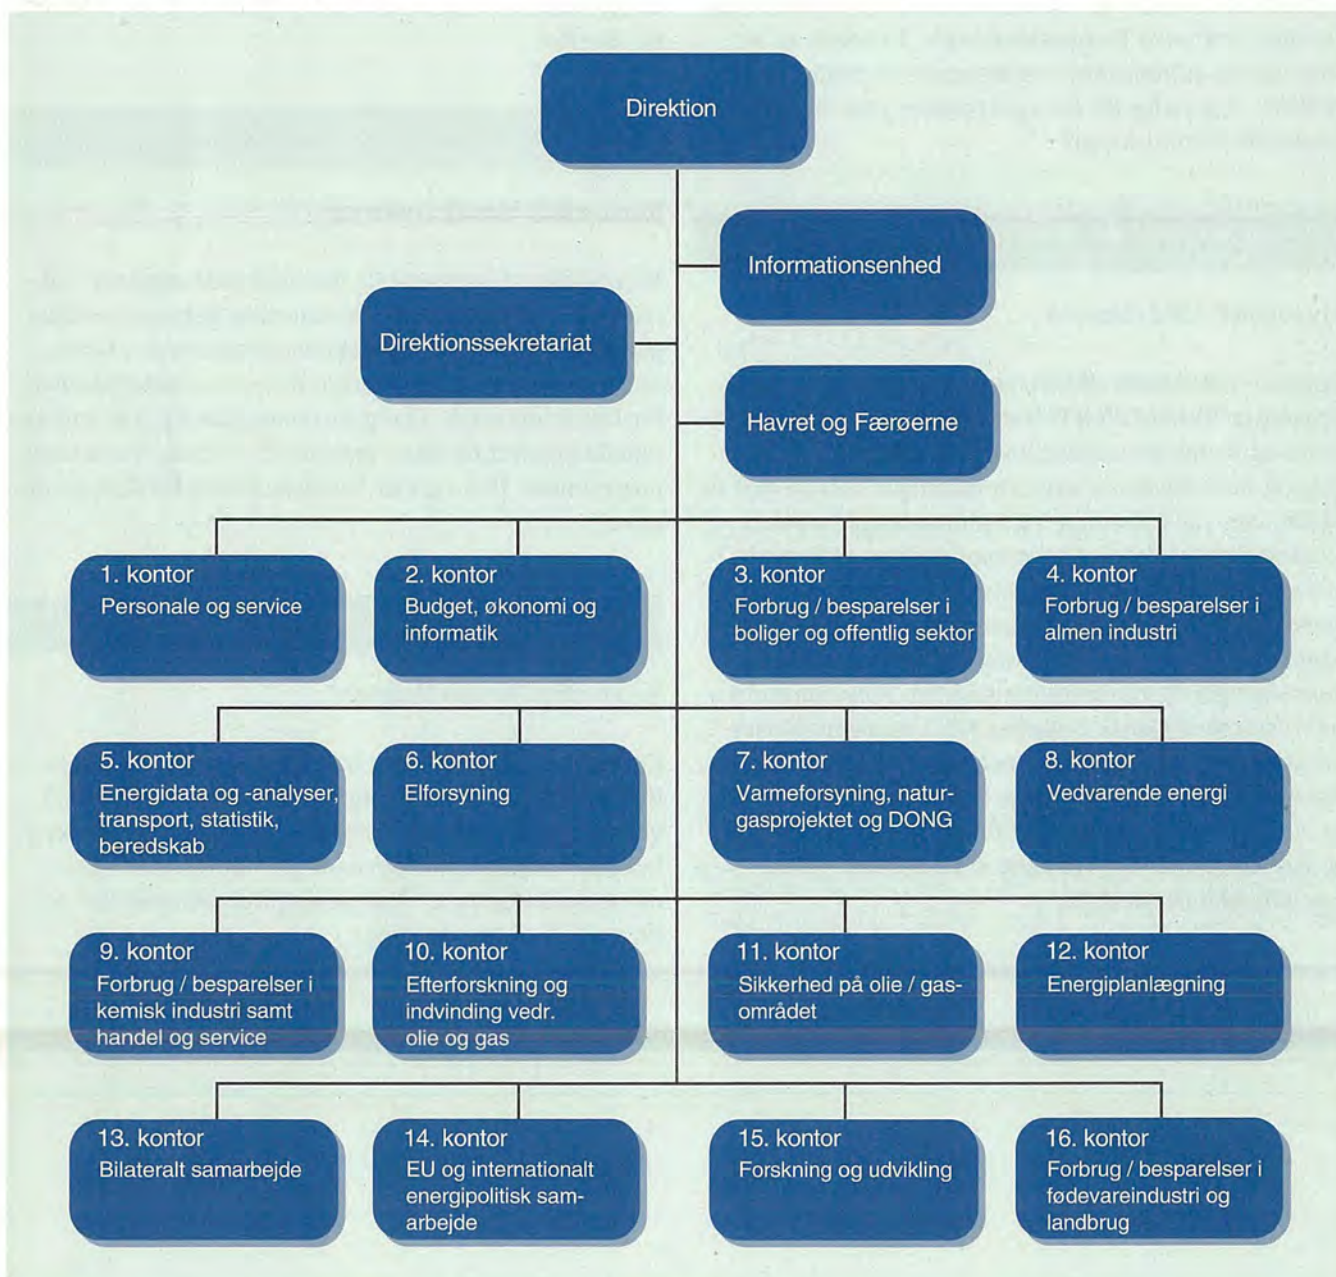 Direktion
Informationsenhed
Direktionssekretariat
Havret og Færøerne
1. kontor
Personale og service
2. kontor
Budget, økonomi og
informatik
3. kontor
Forbrug / besparelser i
boliger og offentlig sektor
4. kontor
Forbrug / besparelser i
almen industri
5. kontor
Energidata og -analyser,
transport, statistik,
beredskab
6. kontor
Elforsyning
7. kontor
Varmeforsyning, natur-
gasprojektet og DONG
8. kontor
Vedvarende energi
9. kontor
Forbrug / besparelser i
kemisk industri samt
handel og service
10. kontor
Efterforskning og
indvinding vedr.
olie og gas
11. kontor
Sikkerhed på olie / gas-
området
12. kontor
Energiplanlægning
13. kontor
Bilateralt samarbejde
14. kontor
EU og internationalt
energipolitisk sam-
arbejde
15. kontor
Forskning og udvikling
16. kontor
Forbrug / besparelser i
fødevareindustri og
landbrug